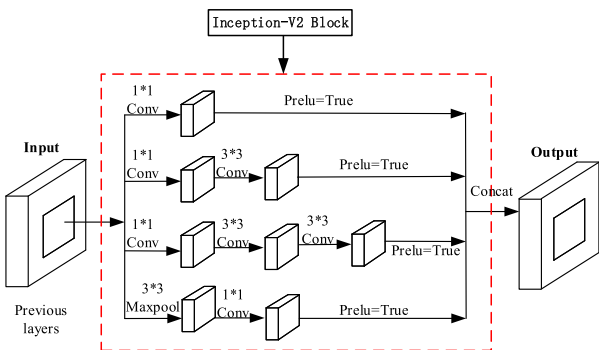 Inception-V2 Block
Input
Previous
layers
1*1
Conv
Prelu=True
1*1
Conv
3*3
Conv
Prelu=True
1*1
Conv
3*3
Conv
3*3
Conv
Prelu=True
3*3
Maxpool
1*1
Conv
Prelu=True
Concat
Output